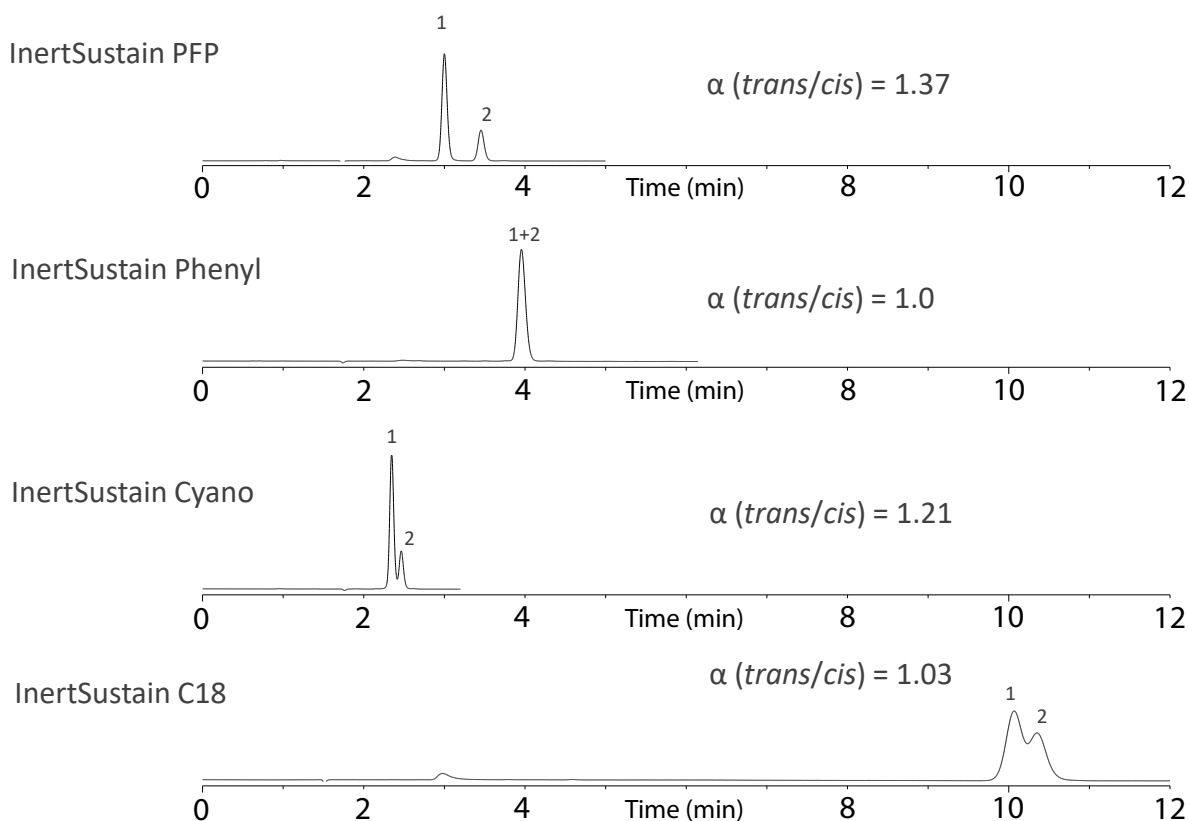 1
InertSustain PFP
α (trans/cis) = 1.37
2
0 2 4 Time (min) 8 10 12
1+2
InertSustain Phenyl
α (trans/cis) = 1.0
0 2 4 Time (min) 8 10 12
1
InertSustain Cyano
α (trans/cis) = 1.21
2
0 2 4 Time (min) 8 10 12
α (trans/cis) = 1.03
InertSustain C18
1
2
0 2 4 Time (min) 8 10 12